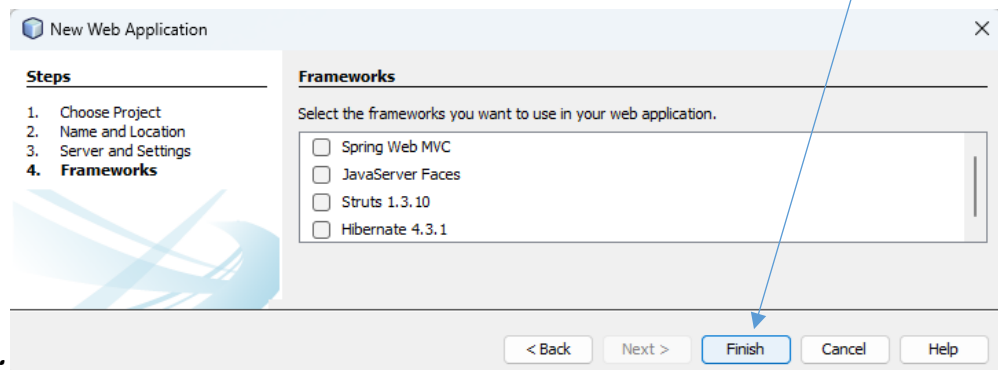 New Web Application
Steps
1. Choose Project
2. Name and Location
3. Server and Settings
4. Frameworks
Frameworks
Select the frameworks you want to use in your web application.
Spring Web MVC
JavaServer Faces
Struts 1.3.10
Hibernate 4.3.1
< Back Next > Finish Cancel Help